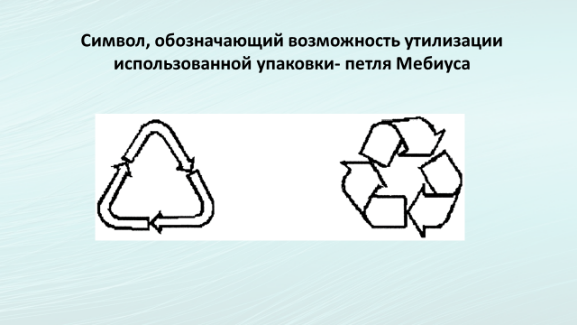 Символ, обозначающий возможность утилизации
использованной упаковки- петля Мебиуса